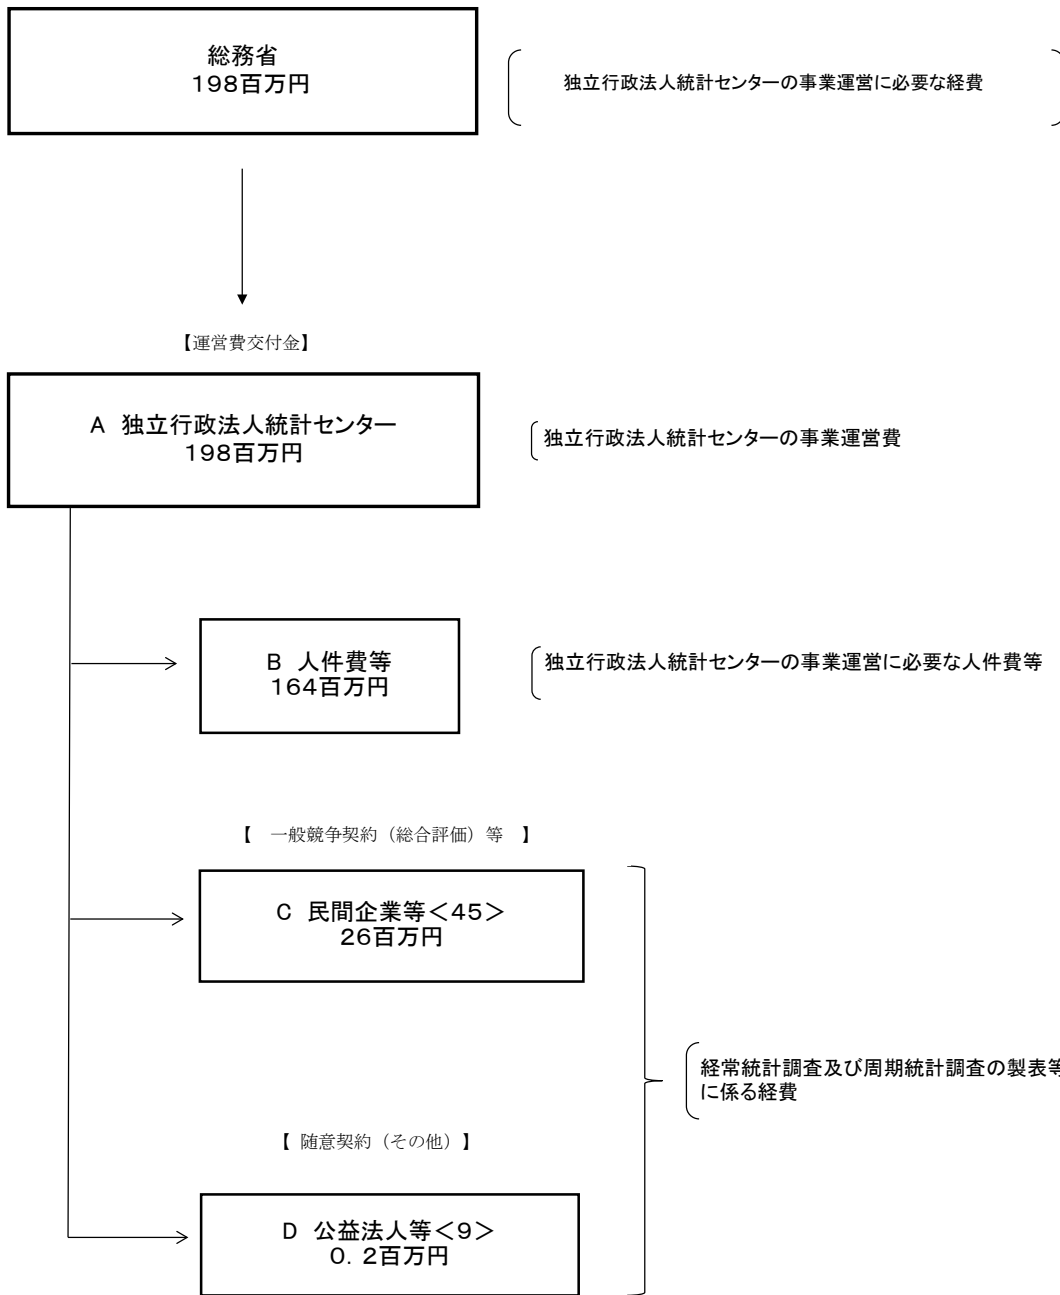 総務省
198百万円
独立行政法人統計センターの事業運営に必要な経費
【運営費交付金】
A 独立行政法人統計センター
198百万円
独立行政法人統計センターの事業運営費
B 人件費等
164百万円
独立行政法人統計センターの事業運営に必要な人件費等
【 一般競争契約（総合評価）等 】
C 民間企業等＜45＞
26百万円
経常統計調査及び周期統計調査の製表等
に係る経費
【 随意契約（その他）】
D 公益法人等＜9＞
0．2百万円